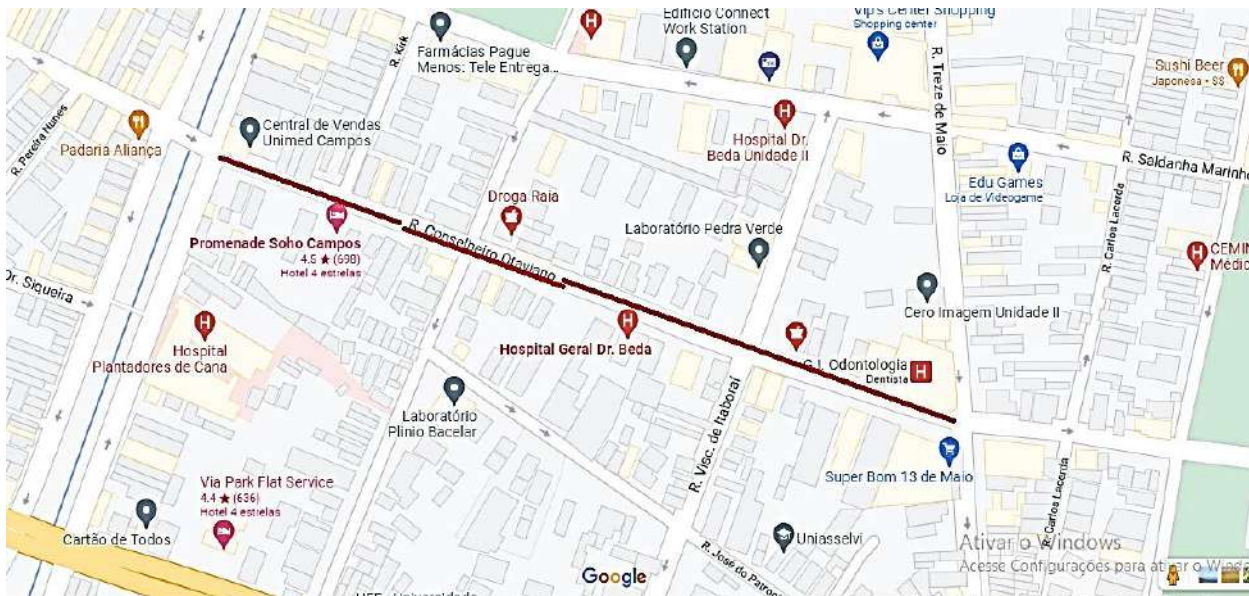 Edifício Connect
Work Station
Vip's Center Shopping
Shopping center
Farmácias Pague
Menos: Tele Entrega...
R. Kirk
R. Treze de Maio
Sushi Beer
Japonesa • $$
R. Pereira Nunes
Padaria Aliança
Central de Vendas
Unimed Campos
Hospital Dr.
Beda Unidade II
R. Saldanha Marinho
Edu Games
Loja de Videogame
Droga Raia
R. Conselheiro Otaviano
Laboratório Pedra Verde
R. Carlos Lacerda
Promenade Soho Campos
4.5 ★ (698)
Hotel 4 estrelas
CEMIN
Médic
Dr. Siqueira
Cero Imagem Unidade II
Hospital
Plantadores de Cana
Hospital Geral Dr. Beda
G.I. Odontologia
Dentista
Laboratório
Plinio Bacelar
R. Visc. de Itaboraí
Super Bom 13 de Maio
Via Park Flat Service
4.4 ★ (636)
Hotel 4 estrelas
R. Carlos Lacerda
Cartão de Todos
Uniasselvi
R. José do Patroc
Ativar o Windows
Acesse Configurações para ativar o Windo
Google